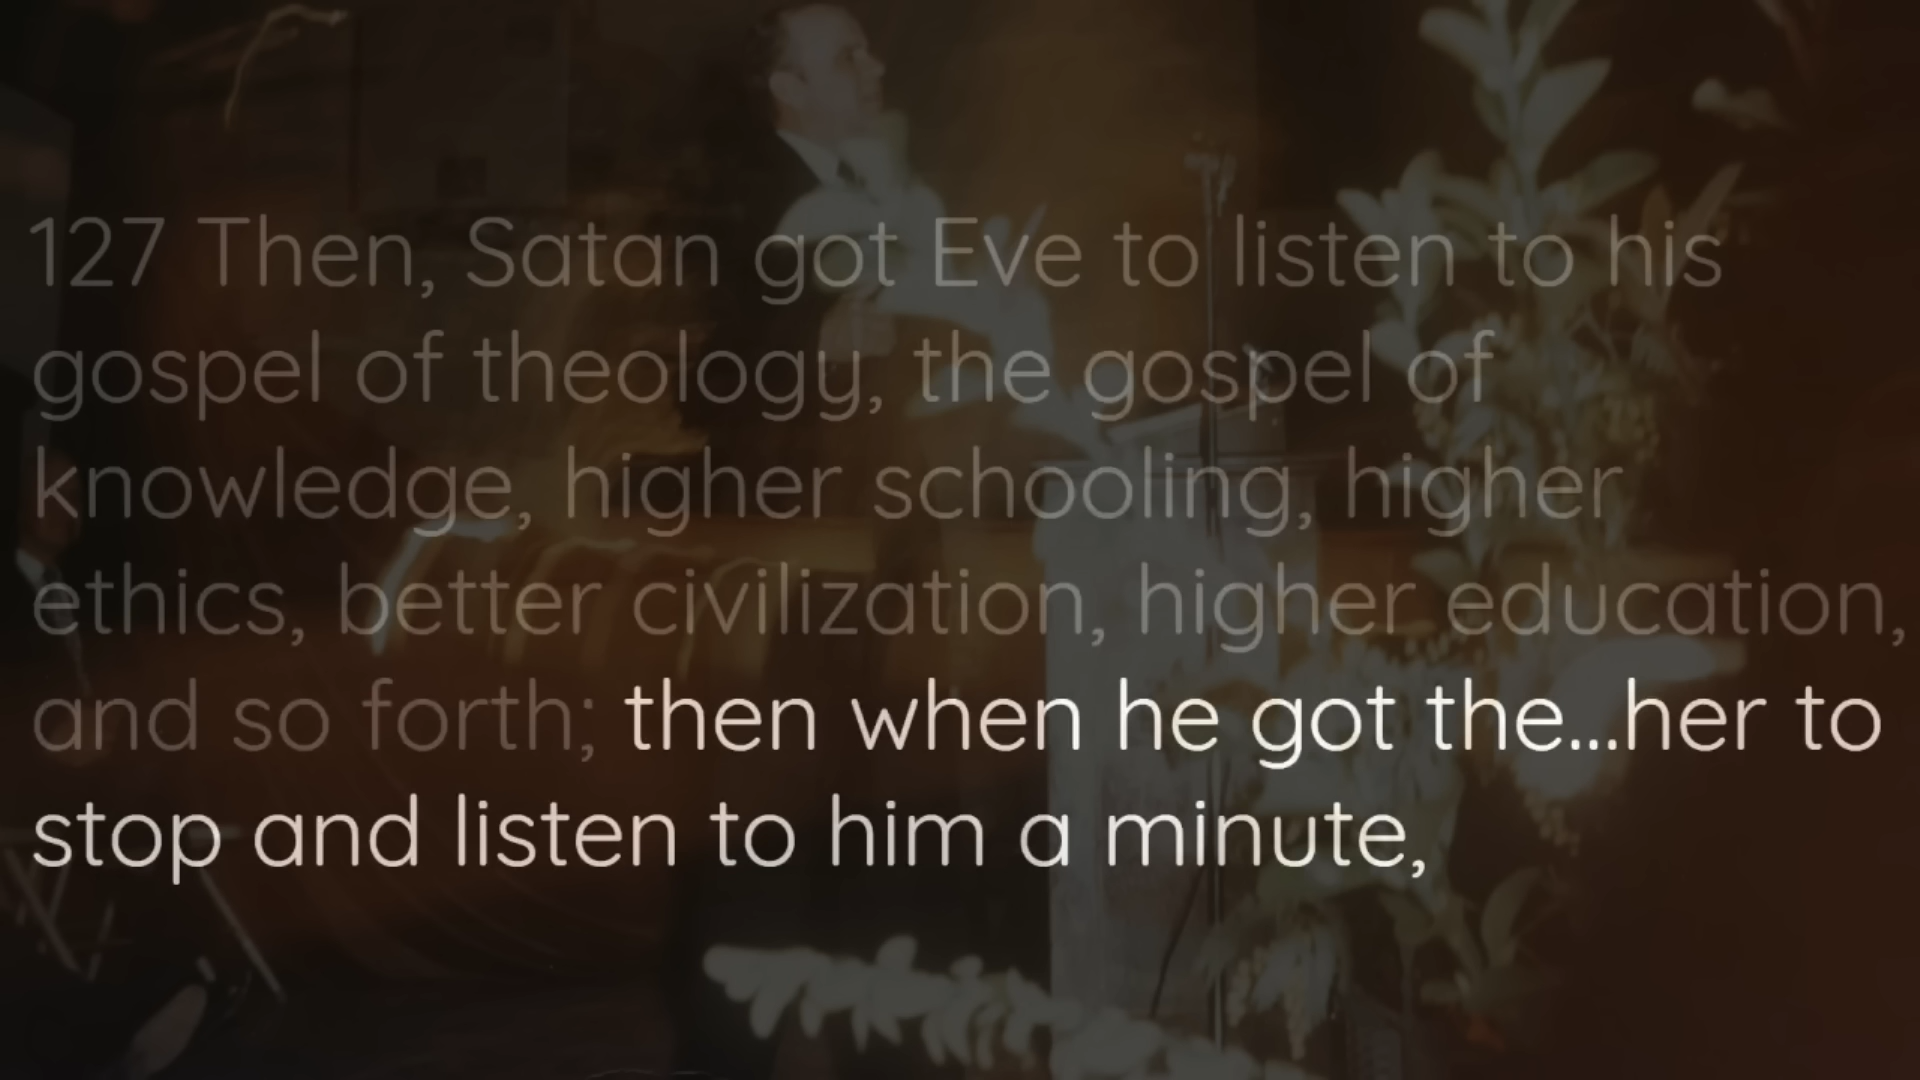 127 Then, Satan got Eve to listen to his
gospel of theology, the gospel of
knowledge, higher schooling, higher
ethics, better civilization, higher education,
and so forth; then when he got the...her to
stop and listen to him a minute,